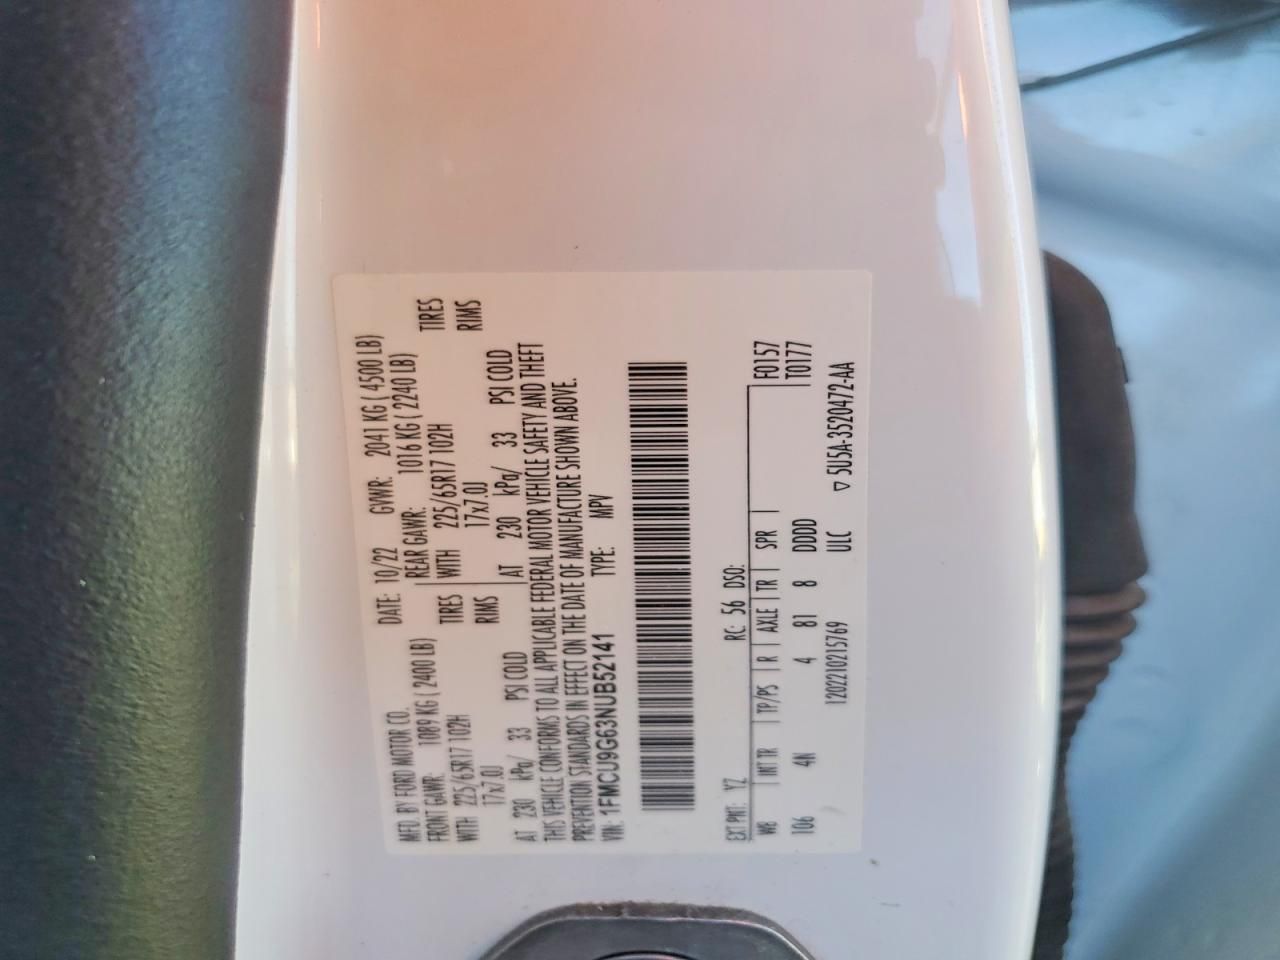 MFD. BY FORD MOTOR CO. DATE: 10/22 GVWR: 2041 KG ( 4500 LB)
FRONT GAWR: 1089 KG ( 2400 LB) REAR GAWR: 1016 KG ( 2240 LB)
WITH 225/65R17 102H TIRES WITH 225/65R17 102H TIRES
17x7.0J RIMS 17x7.0J RIMS
AT 230 kPa/ 33 PSI COLD AT 230 kPa/ 33 PSI COLD
THIS VEHICLE CONFORMS TO ALL APPLICABLE FEDERAL MOTOR VEHICLE SAFETY AND THEFT
PREVENTION STANDARDS IN EFFECT ON THE DATE OF MANUFACTURE SHOWN ABOVE.
VIN: 1FMCU9G63NUB52141 TYPE: MPV
EXT PNT: YZ RC: 56 DSO:
WB INT TR TP/PS R AXLE TR SPR F0157
106 4N 4 81 8 DDDD T0177
1202210215769 ULC ▽ 5U5A-3520472-AA